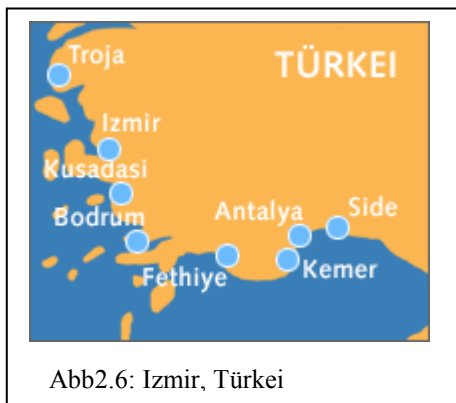 Troja
TÜRKEI
Izmir
Kusadasi
Bodrum
Antalya
Side
Fethiye
Kemer
Abb2.6: Izmir, Türkei